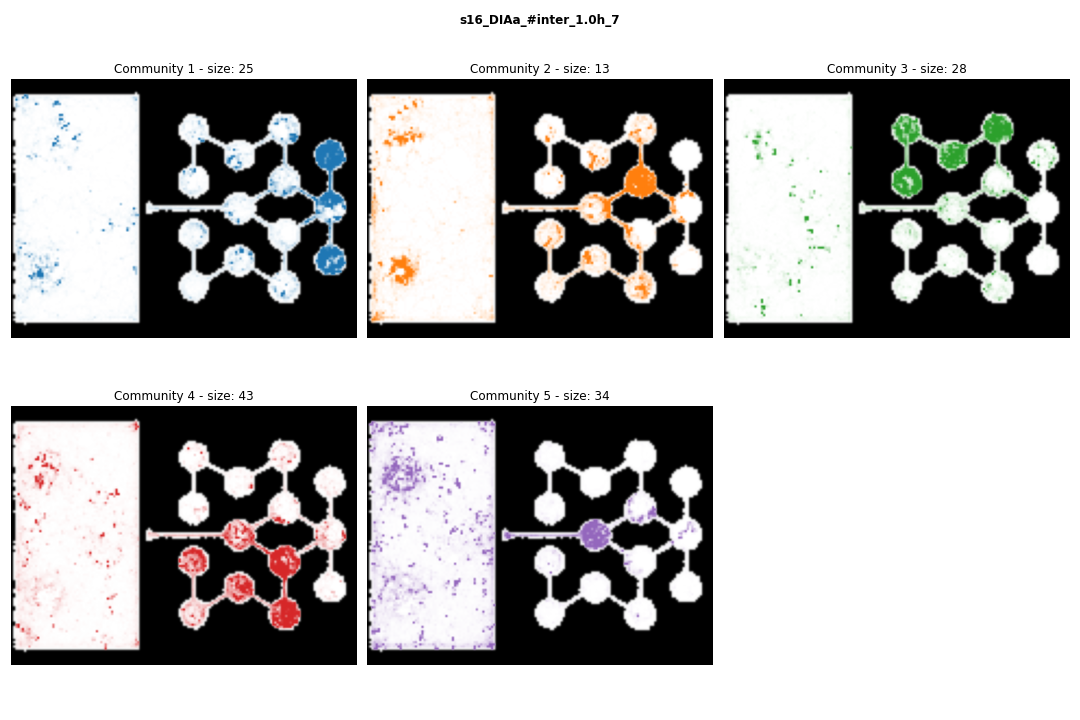 s16_DIAa_#inter_1.0h_7
Community 1 - size: 25
Community 2 - size: 13
Community 3 - size: 28
Community 4 - size: 43
Community 5 - size: 34